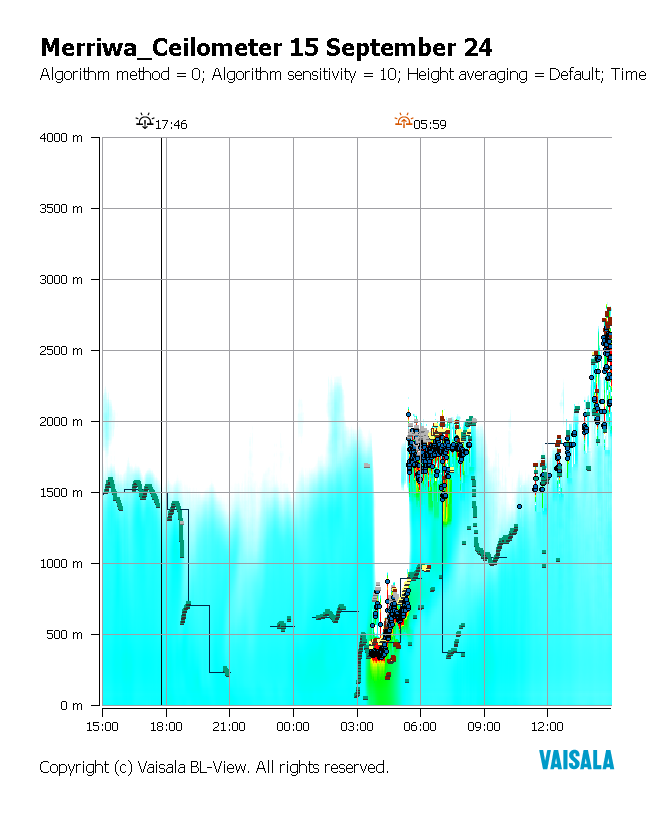 Merriwa_Ceilometer 15 September 24
Algorithm method = 0; Algorithm sensitivity = 10; Height averaging = Default; Time
17:46 05:59
4000 m
3500 m
3000 m
2500 m
2000 m
1500 m
1000 m
500 m
0 m
15:00 18:00 21:00 00:00 03:00 06:00 09:00 12:00
Copyright (c) Vaisala BL-View. All rights reserved.
VAISALA